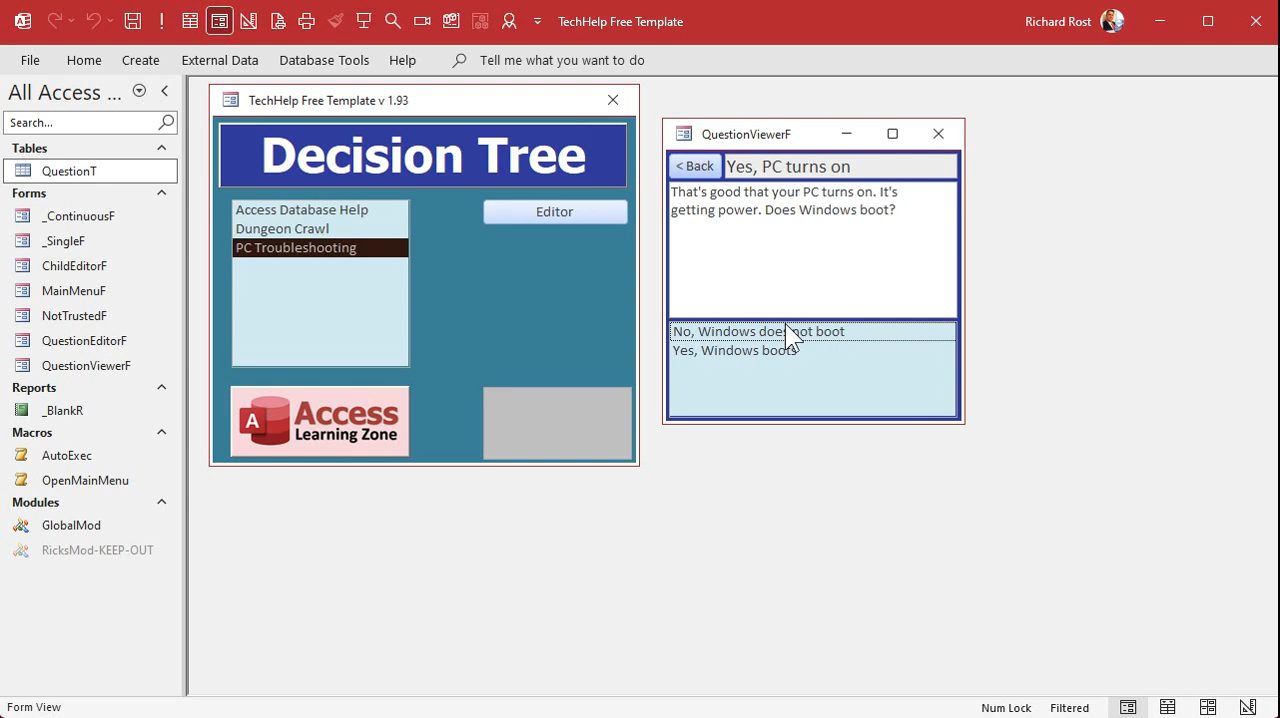 TechHelp Free Template
Richard Rost
File
Home
Create
External Data
Database Tools
Help
Tell me what you want to do
All Access ...
Search...
Tables
QuestionT
Forms
_ContinuousF
_SingleF
ChildEditorF
MainMenuF
NotTrustedF
QuestionEditorF
QuestionViewerF
Reports
_BlankR
Macros
AutoExec
OpenMainMenu
Modules
GlobalMod
RicksMod-KEEP-OUT
TechHelp Free Template v 1.93
Decision Tree
Access Database Help
Dungeon Crawl
PC Troubleshooting
Editor
A
Access
Learning Zone
QuestionViewerF
< Back
Yes, PC turns on
That's good that your PC turns on. It's
getting power. Does Windows boot?
No, Windows does not boot
Yes, Windows boots
Form View
Num Lock
Filtered